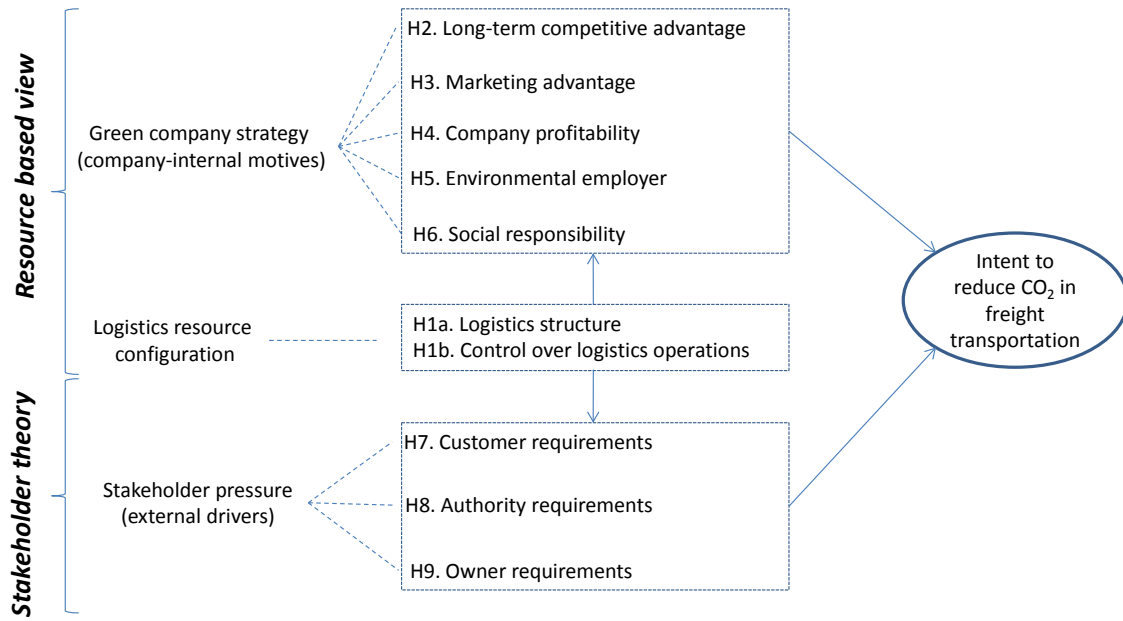 Resource based view
Green company strategy
(company-internal motives)
H2. Long-term competitive advantage
H3. Marketing advantage
H4. Company profitability
H5. Environmental employer
H6. Social responsibility
Logistics resource
configuration
H1a. Logistics structure
H1b. Control over logistics operations
Stakeholder theory
Stakeholder pressure
(external drivers)
H7. Customer requirements
H8. Authority requirements
H9. Owner requirements
Intent to
reduce CO₂ in
freight
transportation